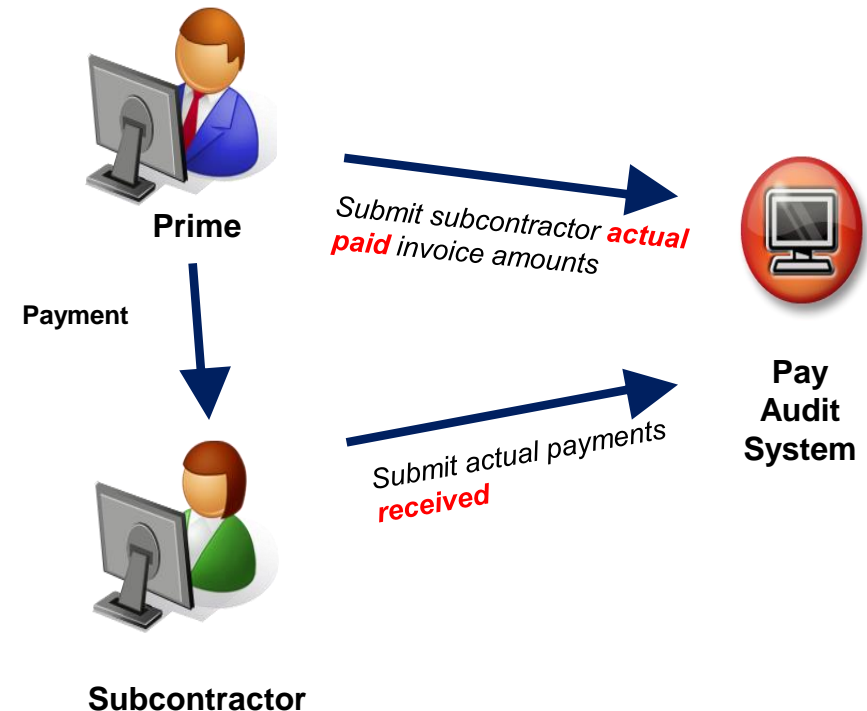 Prime
Submit subcontractor actual
paid invoice amounts
Payment
Pay
Audit
System
Submit actual payments
received
Subcontractor